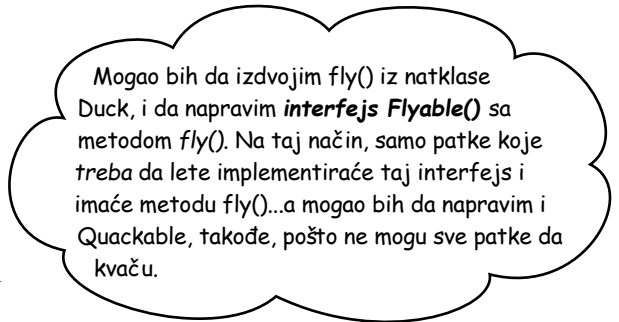 Mogao bih da izdvojim fly() iz natklase
Duck, i da napravim interfejs Flyable() sa
metodom fly(). Na taj način, samo patke koje
treba da lete implementiraće taj interfejs i
imaće metodu fly()...a mogao bih da napravim i
Quackable, takođe, pošto ne mogu sve patke da
kvaču.